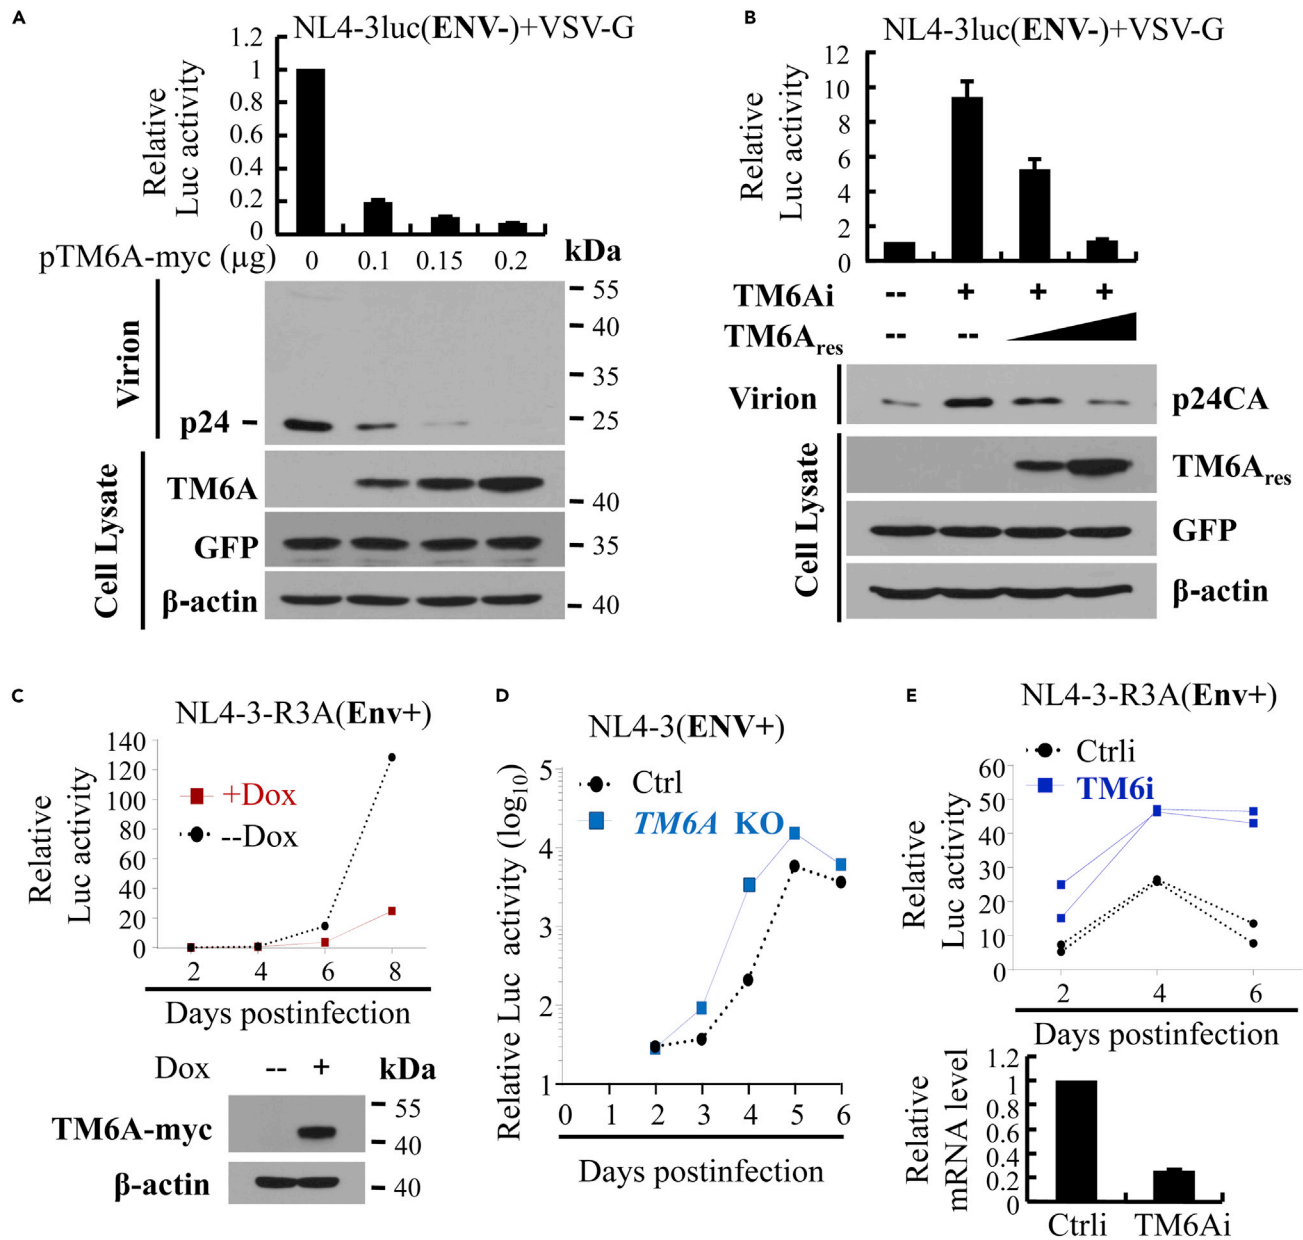 A
NL4-3luc(ENV-)+VSV-G
1.2
1
0.8
0.6
0.4
0.2
0
Relative
Luc activity
pTM6A-myc (µg)
0 0.1 0.15 0.2
kDa
55
40
35
25
Virion
p24
Cell Lysate
TM6A
40
GFP
35
β-actin
40
B
NL4-3luc(ENV-)+VSV-G
12
10
8
6
4
2
0
Relative
Luc activity
TM6Ai -- + + +
TM6Ares -- --
Virion
p24CA
Cell Lysate
TM6Ares
GFP
β-actin
C
NL4-3-R3A(Env+)
140
120
100
80
60
40
20
0
Relative
Luc activity
+Dox
--Dox
2 4 6 8
Days postinfection
Dox -- + kDa
TM6A-myc
55
40
β-actin
40
D
NL4-3(ENV+)
5
4
3
2
1
Relative Luc activity (log10)
Ctrl
TM6A KO
0 1 2 3 4 5 6
Days postinfection
E
NL4-3-R3A(Env+)
Ctrli
TM6i
60
50
40
30
20
10
0
Relative
Luc activity
2 4 6
Days postinfection
1.2
1
0.8
0.6
0.4
0.2
0
Relative
mRNA level
Ctrli TM6Ai